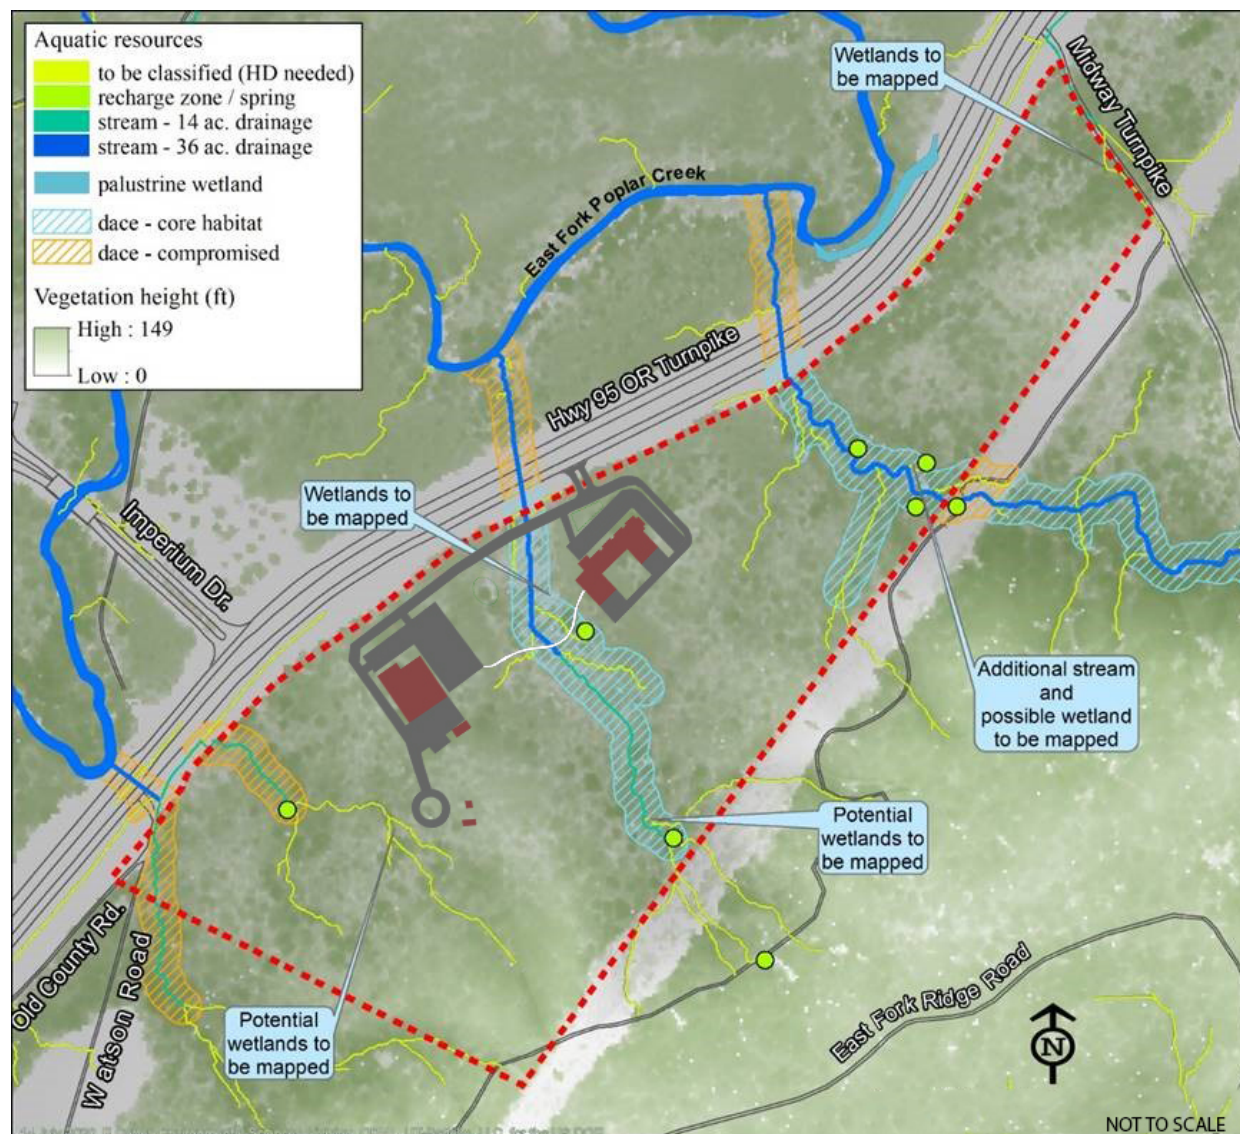 Aquatic resources
to be classified (HD needed)
recharge zone / spring
stream - 14 ac. drainage
stream - 36 ac. drainage
palustrine wetland
dace - core habitat
dace - compromised
Vegetation height (ft)
High : 149
Low : 0
Wetlands to
be mapped
Midway Turnpike
East Fork Poplar Creek
Hwy 95 OR Turnpike
Wetlands to
be mapped
Imperium Dr.
Additional stream
and
possible wetland
to be mapped
Potential
wetlands to
be mapped
Old County Rd.
Watson Road
Potential
wetlands to
be mapped
East Fork Ridge Road
N
NOT TO SCALE